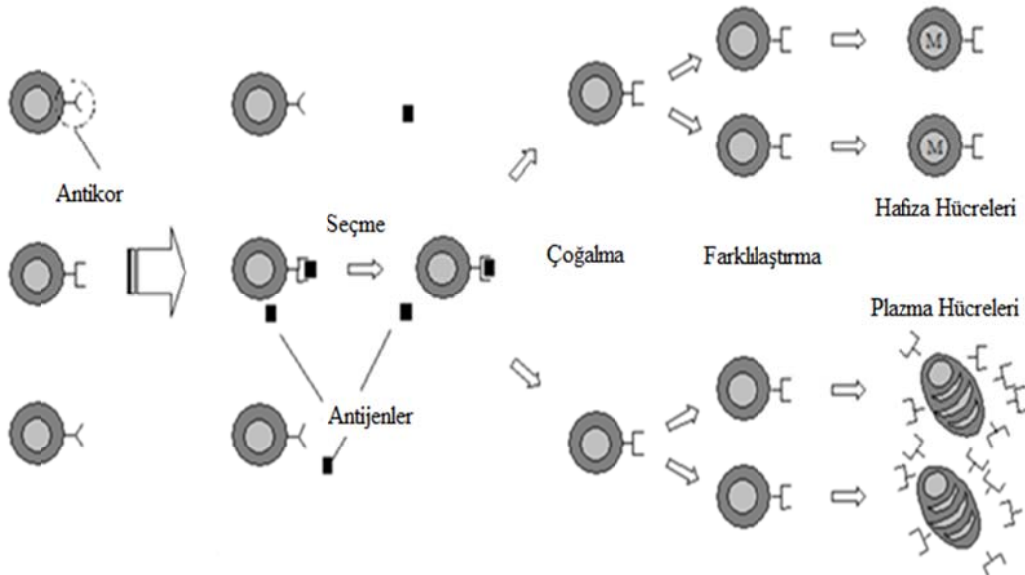 Antikor
Seçme
Antijenler
Çoğalma
Farklılaştırma
M
M
Hafıza Hücreleri
Plazma Hücreleri